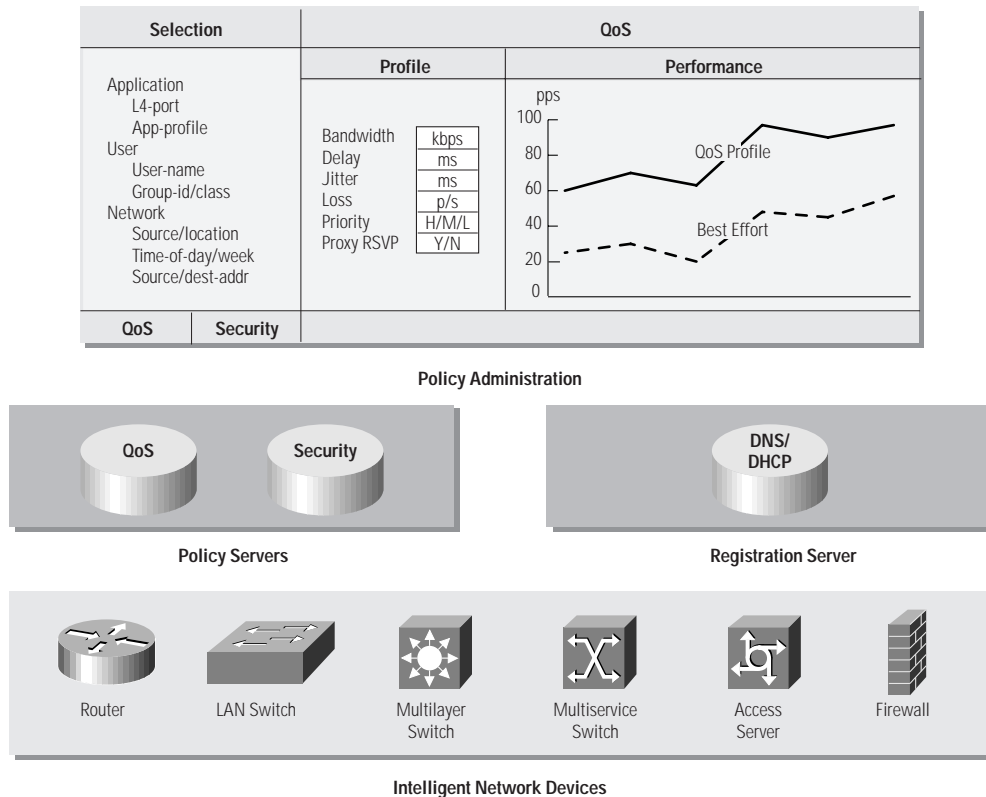 Selection
QoS
Profile
Performance
Application
L4-port
App-profile
User
User-name
Group-id/class
Network
Source/location
Time-of-day/week
Source/dest-addr
Bandwidth kbps
Delay ms
Jitter ms
Loss p/s
Priority H/M/L
Proxy RSVP Y/N
pps
100
80
60
40
20
0
QoS Profile
Best Effort
QoS
Security
Policy Administration
QoS
Security
DNS/
DHCP
Policy Servers
Registration Server
Router
LAN Switch
Multilayer
Switch
Multiservice
Switch
Access
Server
Firewall
Intelligent Network Devices